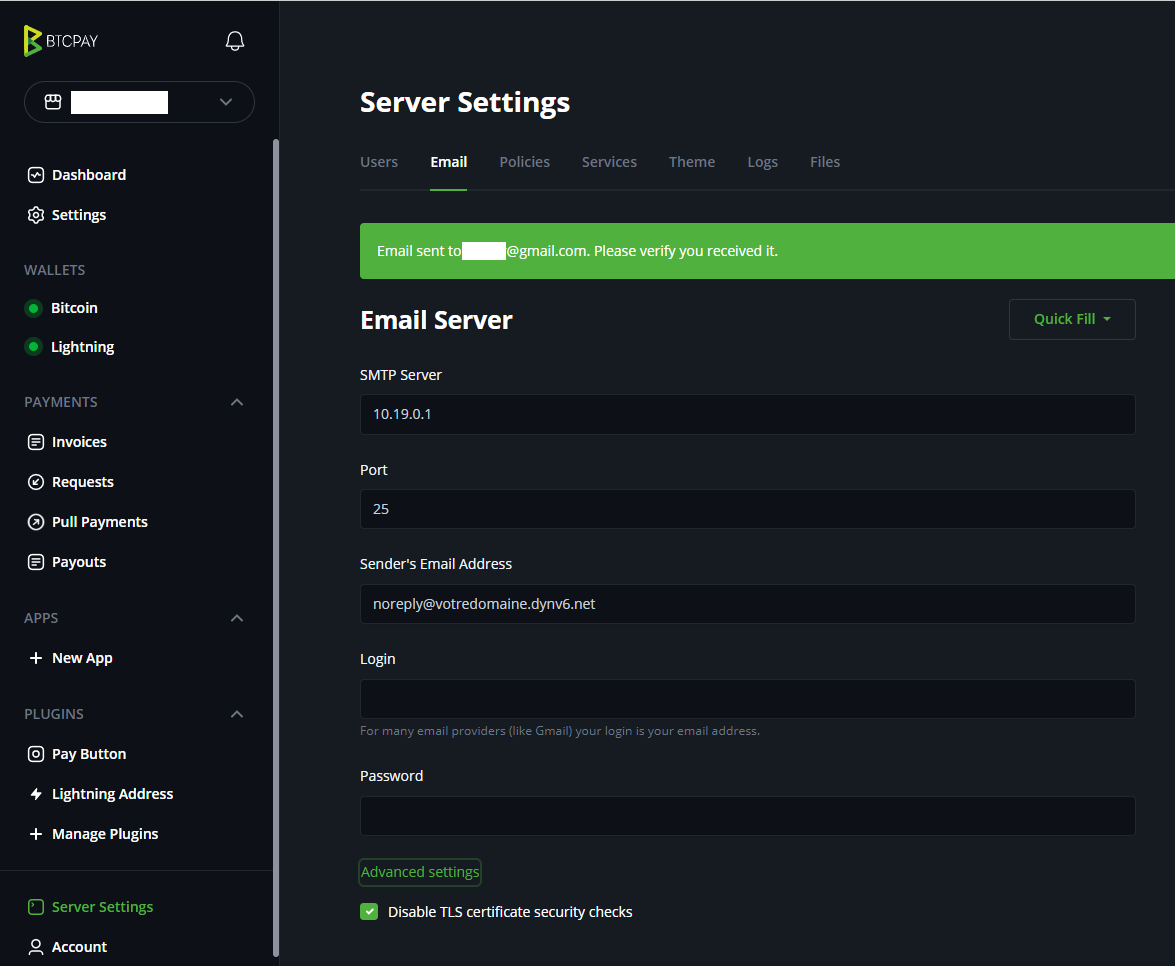 BTCPAY
Dashboard
Settings
WALLETS
Bitcoin
Lightning
PAYMENTS
Invoices
Requests
Pull Payments
Payouts
APPS
New App
PLUGINS
Pay Button
Lightning Address
Manage Plugins
Server Settings
Account
Server Settings
Users Email Policies Services Theme Logs Files
Email sent to @gmail.com. Please verify you received it.
Email Server
Quick Fill
SMTP Server
10.19.0.1
Port
25
Sender's Email Address
noreply@votredomaine.dynv6.net
Login
For many email providers (like Gmail) your login is your email address.
Password
Advanced settings
Disable TLS certificate security checks